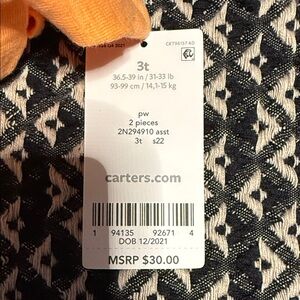 2021
3t
36.5-39 in / 31-33 lb
93-99 cm / 14,1-15 kg
pw
2 pieces
2N294910 asst
3t s22
carters.com
1 94135 92671 4
DOB 12/2021
MSRP $30.00